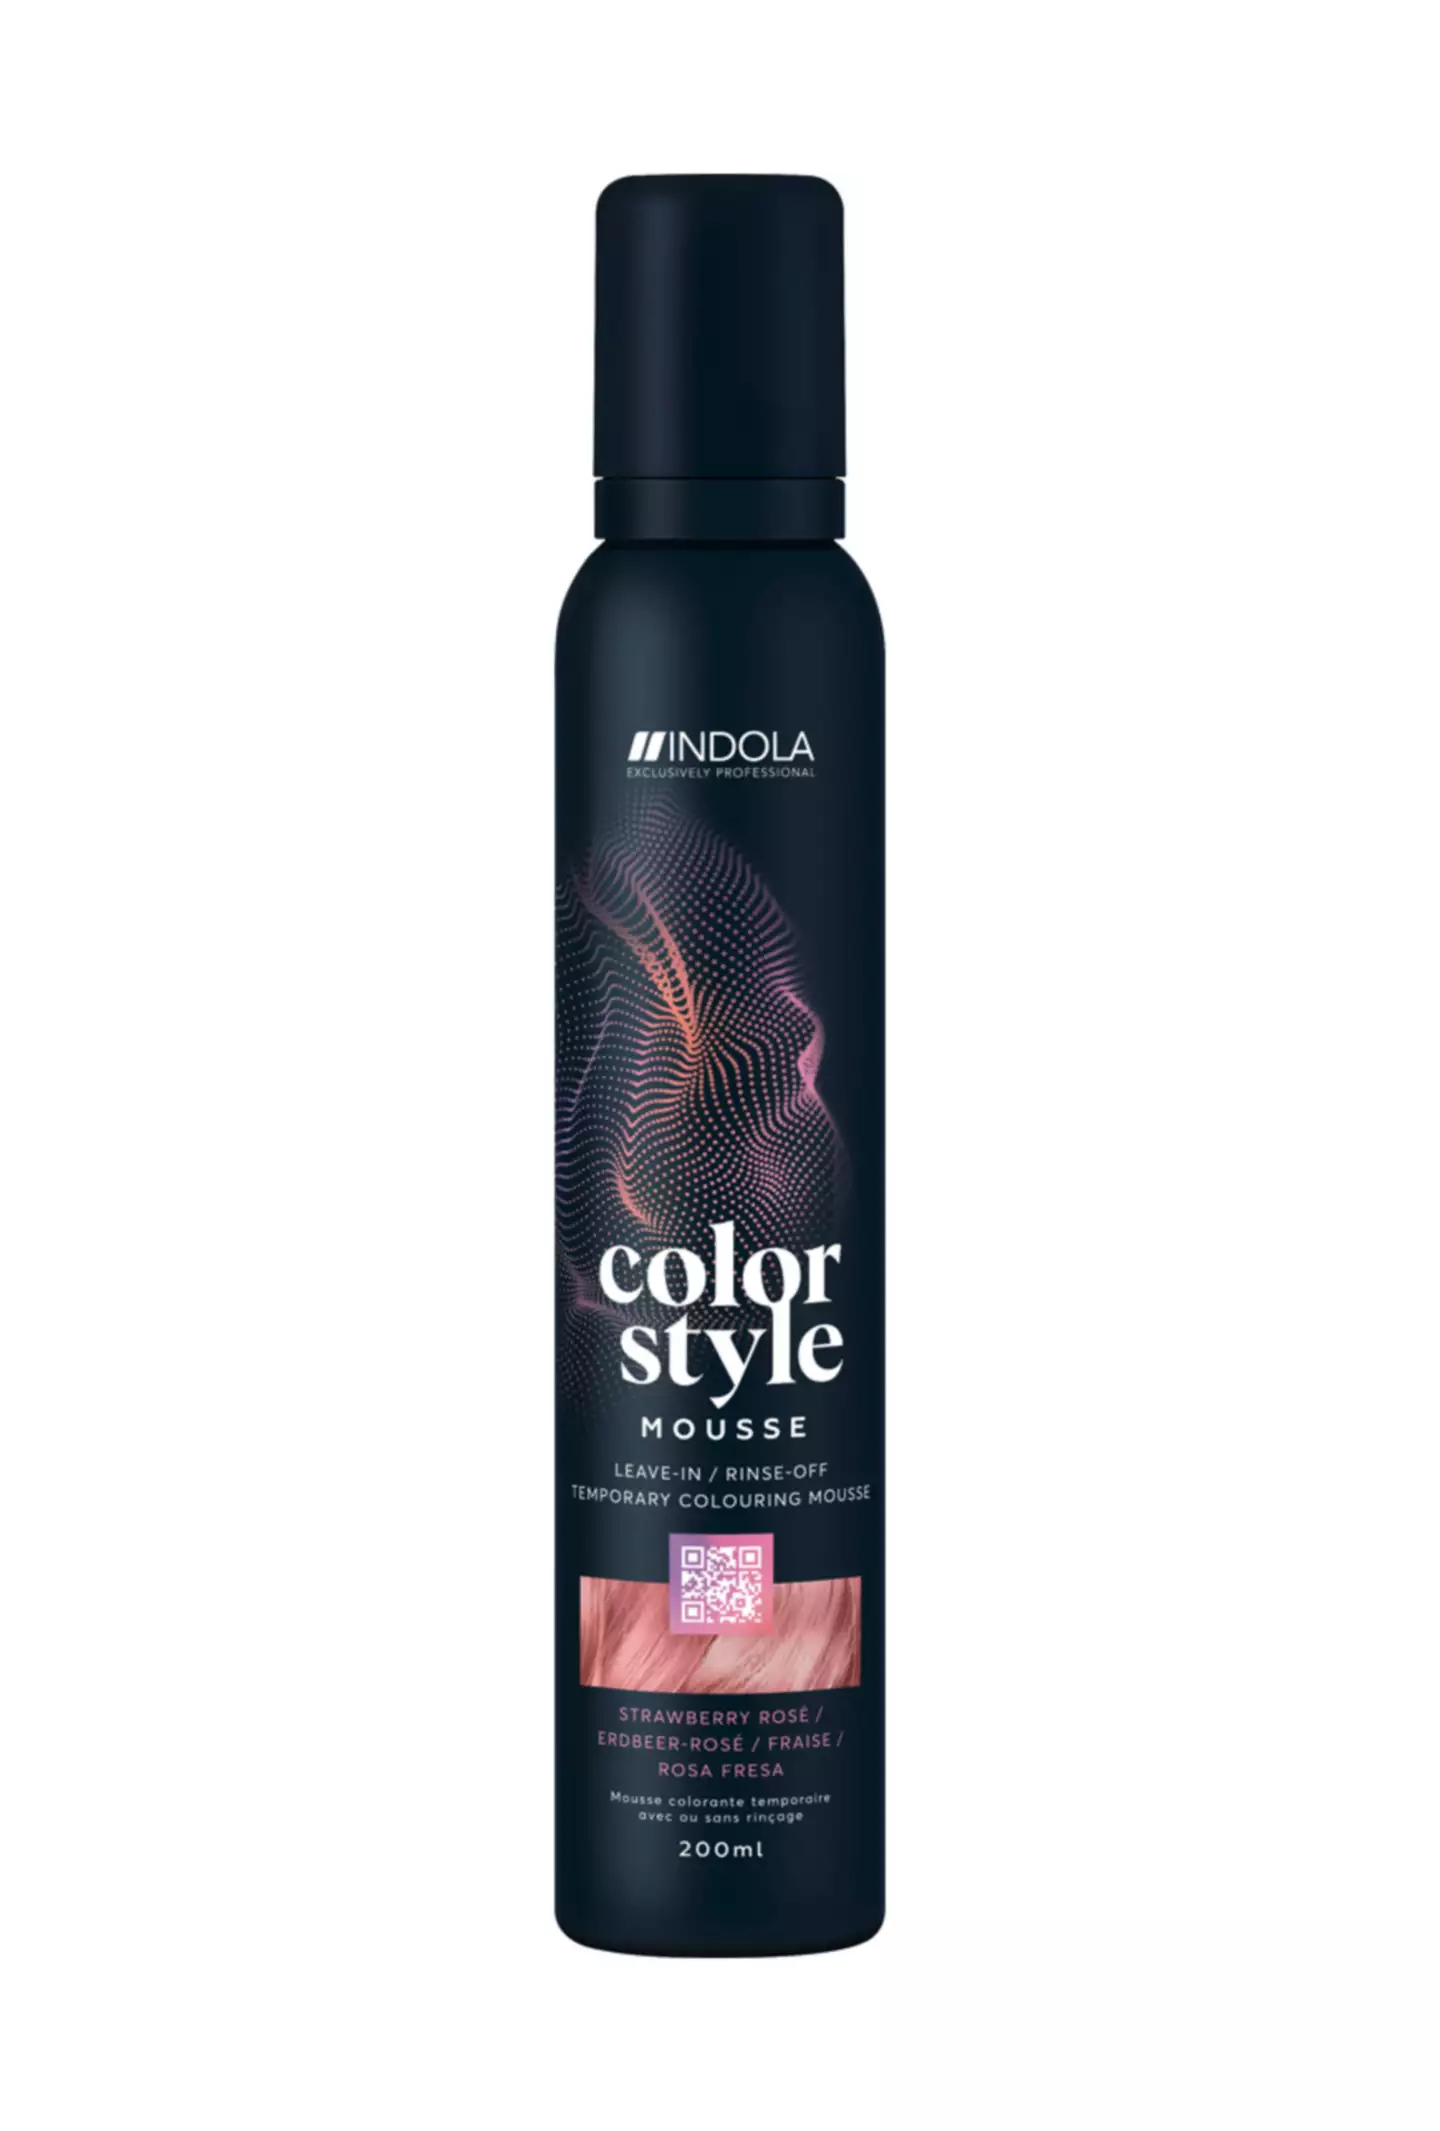 INDOLA
EXCLUSIVELY PROFESSIONAL
color
style
MOUSSE
LEAVE-IN / RINSE-OFF
TEMPORARY COLOURING MOUSSE
STRAWBERRY ROSÉ /
ERDBEER-ROSÉ / FRAISE /
ROSA FRESA
Mousse colorante temporaire
avec ou sans rinçage
200ml